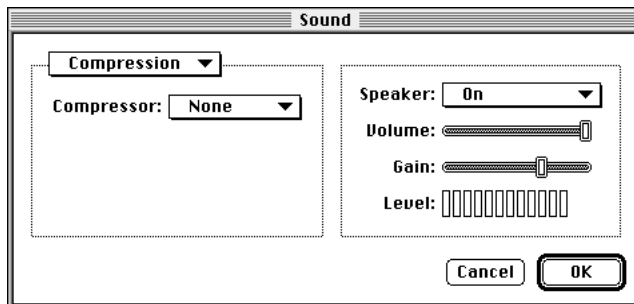 Sound
Compression
Compressor: None
Speaker: On
Volume:
Gain:
Level:
Cancel OK